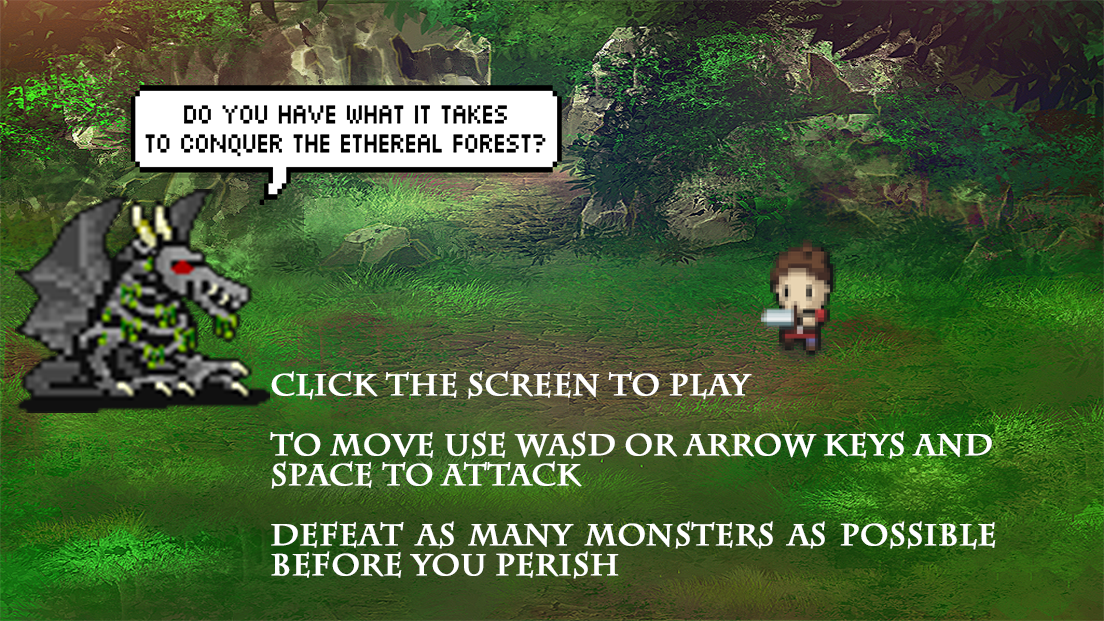 DO YOU HAVE WHAT IT TAKES
TO CONQUER THE ETHEREAL FOREST?
CLICK THE SCREEN TO PLAY
TO MOVE USE WASD OR ARROW KEYS AND
SPACE TO ATTACK
DEFEAT AS MANY MONSTERS AS POSSIBLE
BEFORE YOU PERISH